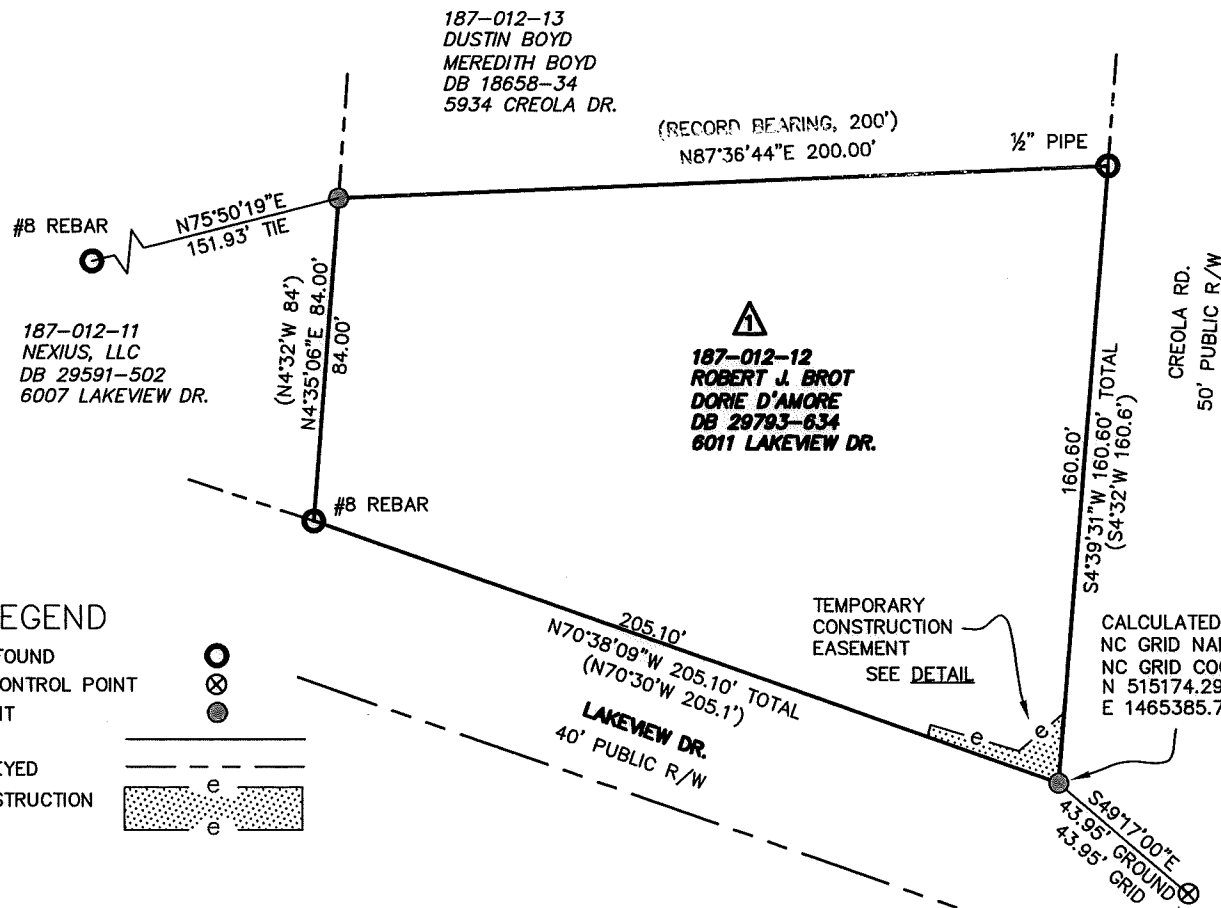 187-012-13
DUSTIN BOYD
MEREDITH BOYD
DB 18658-34
5934 CREOLA DR.
(RECORD BEARING, 200')
N87°36'44"E 200.00'
½" PIPE
#8 REBAR
N75°50'19"E
151.93' TIE
187-012-11
NEXIUS, LLC
DB 29591-502
6007 LAKEVIEW DR.
(N4°32'W 84')
N4°35'06"E 84.00'
84.00'
1
187-012-12
ROBERT J. BROT
DORIE D'AMORE
DB 29793-634
6011 LAKEVIEW DR.
CREOLA RD.
50' PUBLIC R/W
160.60'
S4°39'31"W 160.60' TOTAL
(S4°32'W 160.6')
#8 REBAR
205.10'
N70°38'09"W 205.10' TOTAL
(N70°30'W 205.1')
LAKEVIEW DR.
40' PUBLIC R/W
TEMPORARY
CONSTRUCTION
EASEMENT
SEE DETAIL
e
e
CALCULATED
NC GRID NA
NC GRID COO
N 515174.29
E 1465385.7
S49°17'00"E
43.95' GROUND
43.95' GRID
EGEND
FOUND
CONTROL POINT
IT
EYED
STRUCTION
e
e